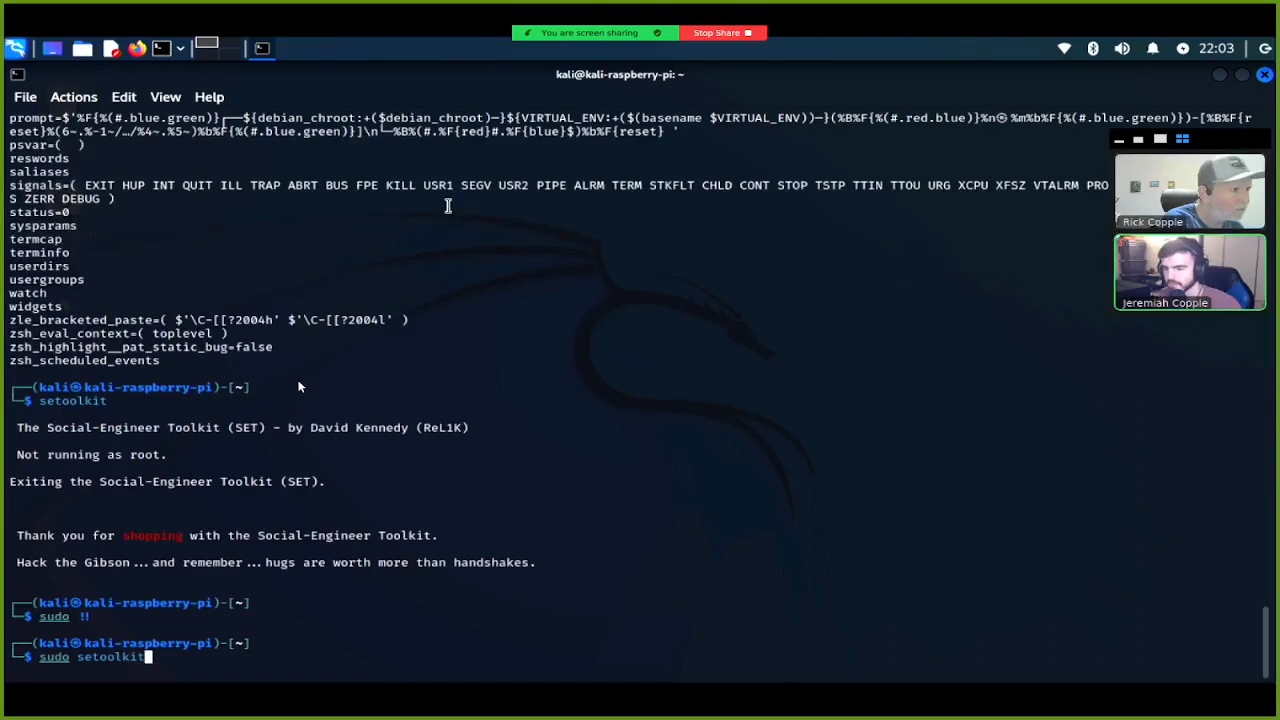 You are screen sharing
Stop Share
22:03
kali@kali-raspberry-pi: ~
File Actions Edit View Help
prompt=$'%F{%(#.blue.green)}┌──${debian_chroot:+($debian_chroot)─}${VIRTUAL_ENV:+($(basename $VIRTUAL_ENV))─}(%B%F{%(#.red.blue)}%n㉿%m%b%F{%(#.blue.green)})-[%B%F{r
eset}%(6~.%-1~/…/%4~.%5~)%b%F{%(#.blue.green)}]\n└─%B%(#.%F{red}#.%F{blue}$)%b%F{reset} '
psvar=(  )
reswords
saliases
signals=( EXIT HUP INT QUIT ILL TRAP ABRT BUS FPE KILL USR1 SEGV USR2 PIPE ALRM TERM STKFLT CHLD CONT STOP TSTP TTIN TTOU URG XCPU XFSZ VTALRM PRO
S ZERR DEBUG )
status=0
sysparams
termcap
terminfo
userdirs
usergroups
watch
widgets
zle_bracketed_paste=( $'\C-[[?2004h' $'\C-[[?2004l' )
zsh_eval_context=( toplevel )
zsh_highlight__pat_static_bug=false
zsh_scheduled_events
┌──(kali㉿kali-raspberry-pi)-[~]
└─$ setoolkit
The Social-Engineer Toolkit (SET) - by David Kennedy (ReL1K)
Not running as root.
Exiting the Social-Engineer Toolkit (SET).
Thank you for shopping with the Social-Engineer Toolkit.
Hack the Gibson...and remember...hugs are worth more than handshakes.
┌──(kali㉿kali-raspberry-pi)-[~]
└─$ sudo !!
┌──(kali㉿kali-raspberry-pi)-[~]
└─$ sudo setoolkit
Rick Copple
Jeremiah Copple